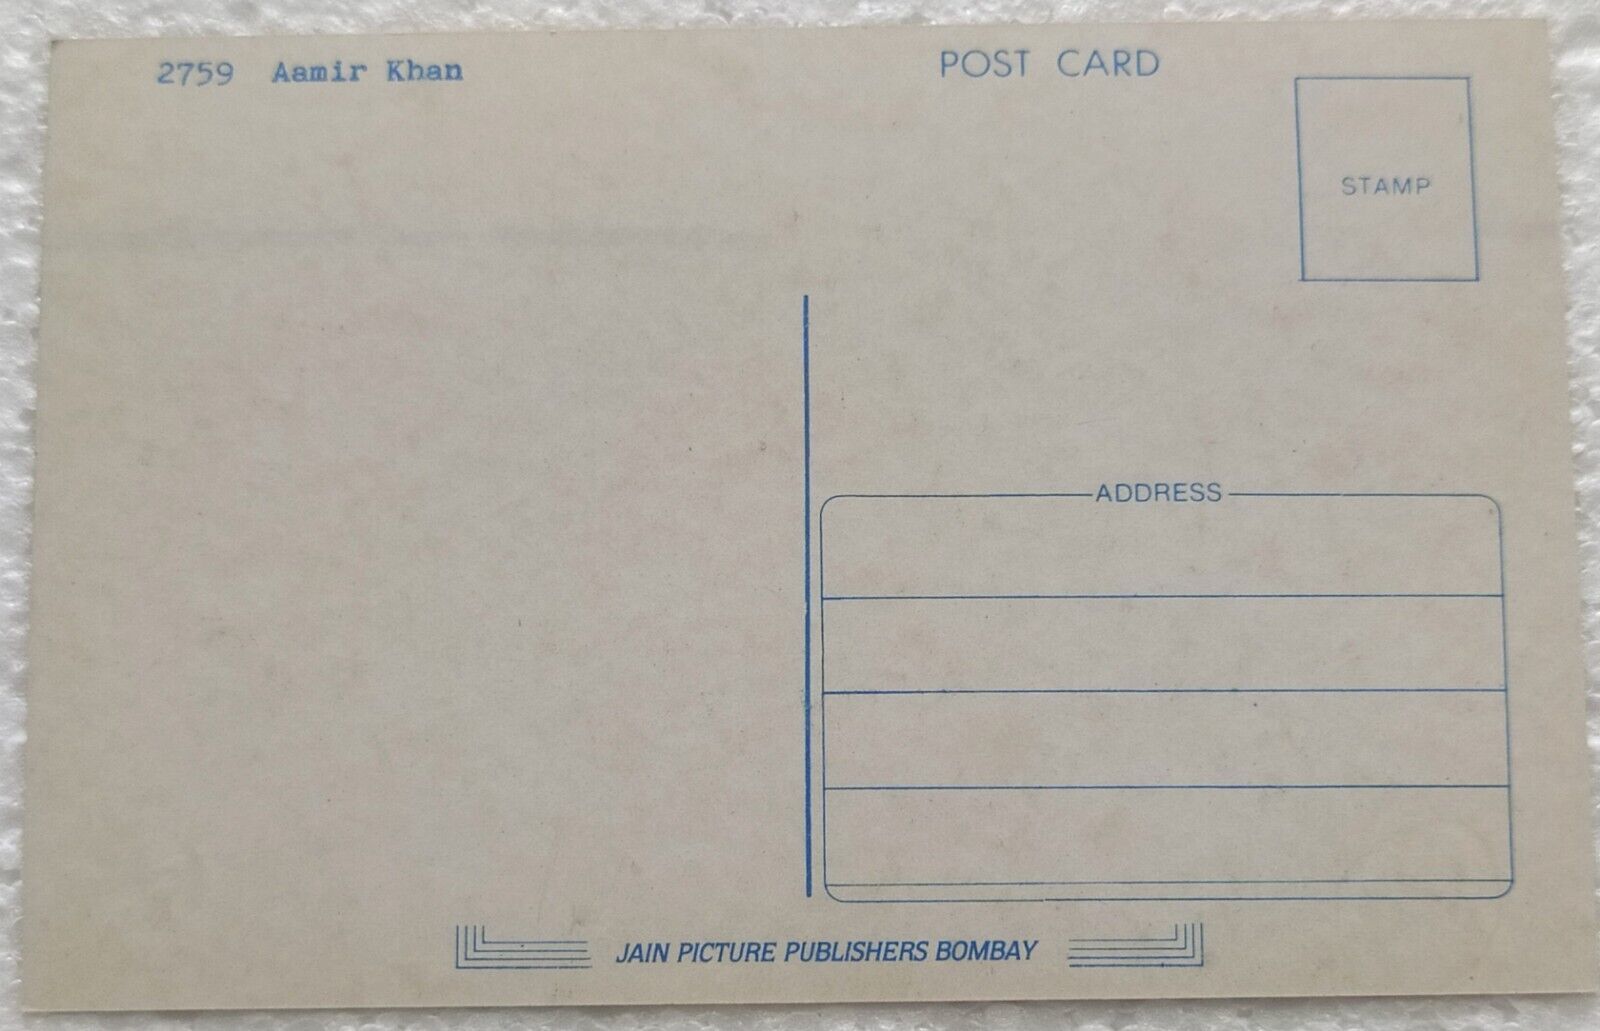 2759 Aamir Khan
POST CARD
STAMP
ADDRESS
JAIN PICTURE PUBLISHERS BOMBAY